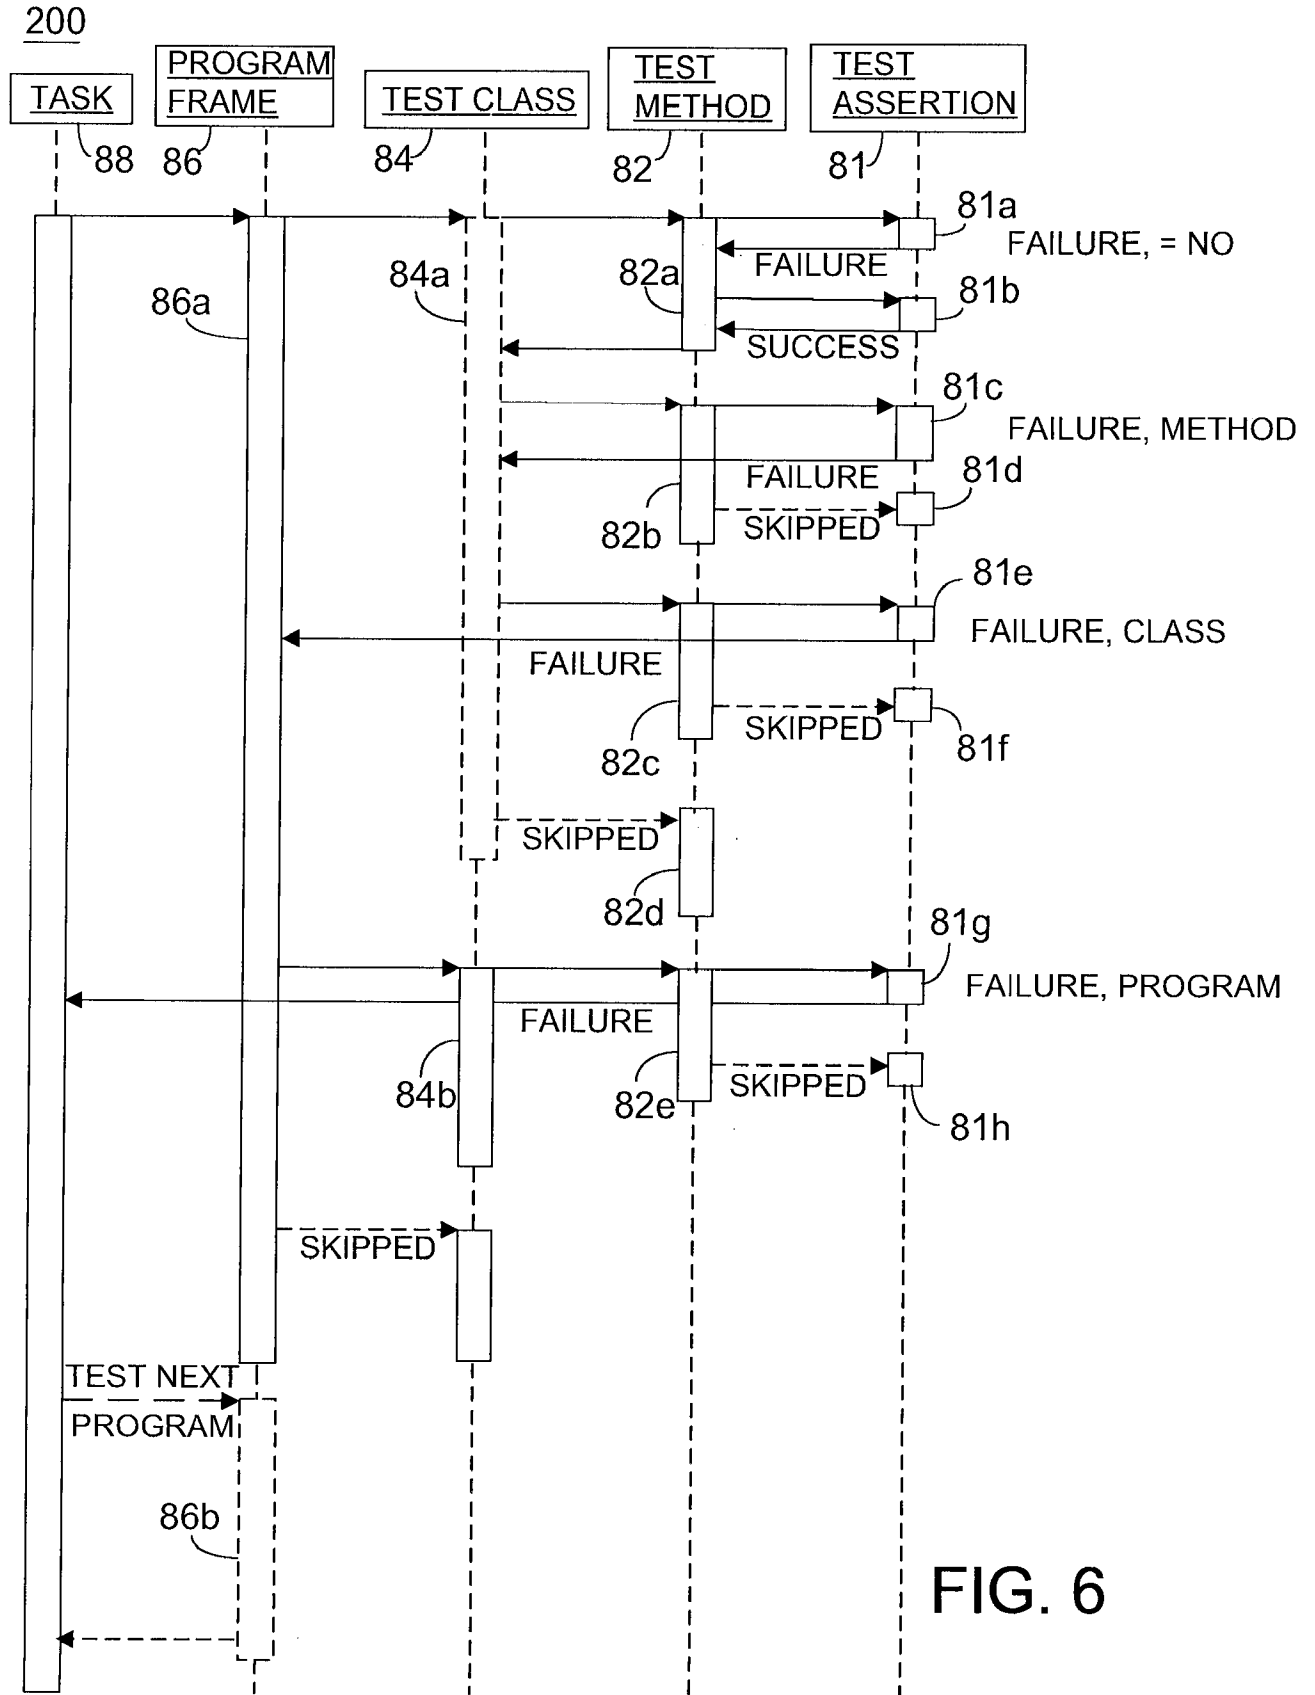 200
TASK
PROGRAM
FRAME
TEST CLASS
TEST
METHOD
TEST
ASSERTION
88
86
84
82
81
81a
FAILURE, = NO
FAILURE
86a
84a
82a
81b
SUCCESS
81c
FAILURE, METHOD
FAILURE
81d
82b
SKIPPED
81e
FAILURE, CLASS
FAILURE
82c
SKIPPED
81f
SKIPPED
82d
81g
FAILURE, PROGRAM
FAILURE
84b
82e
SKIPPED
81h
SKIPPED
TEST NEXT
PROGRAM
86b
FIG. 6